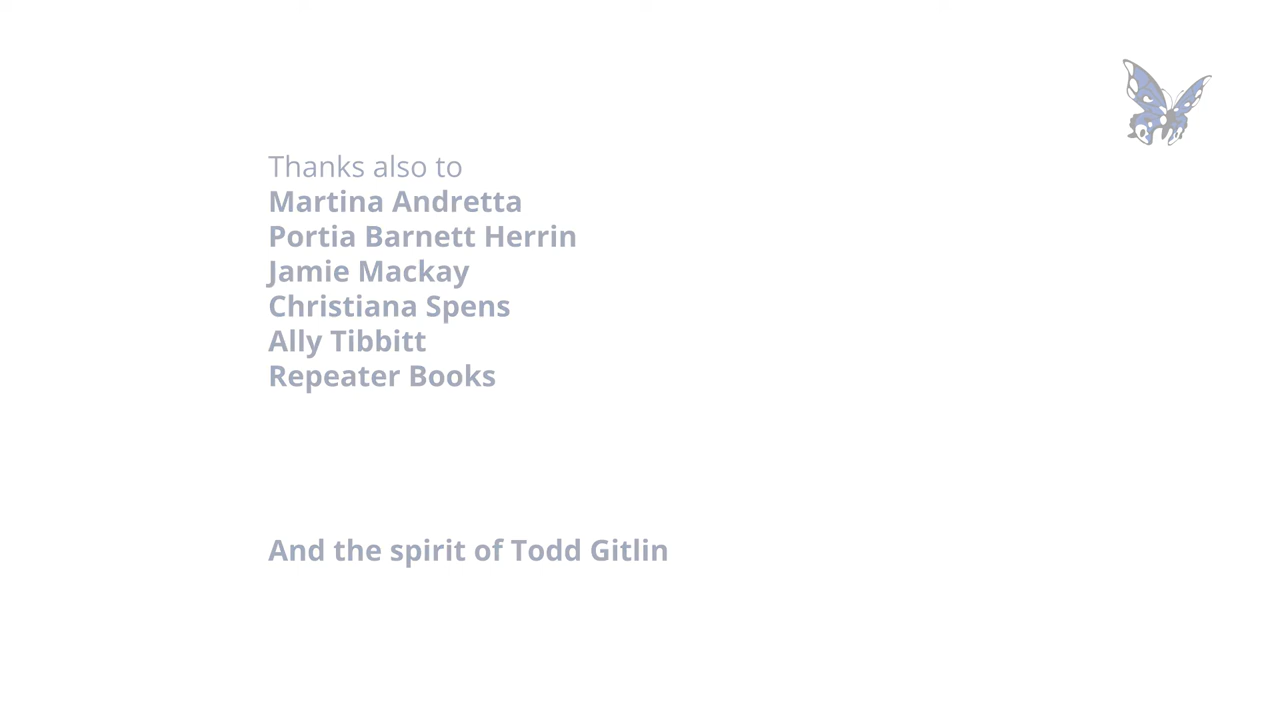 Thanks also to
Martina Andretta
Portia Barnett Herrin
Jamie Mackay
Christiana Spens
Ally Tibbitt
Repeater Books
And the spirit of Todd Gitlin